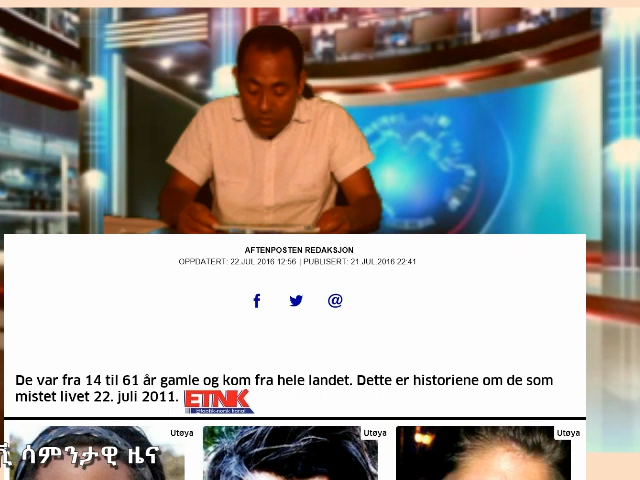 AFTENPOSTEN REDAKSJON
OPPDATERT: 22.JUL.2016 12:56 | PUBLISERT: 21.JUL.2016 22:41
De var fra 14 til 61 år gamle og kom fra hele landet. Dette er historiene om de som
mistet livet 22. juli 2011.
ETNK
Utøya
Utøya
Utøya
ሳምንታዊ ዜና